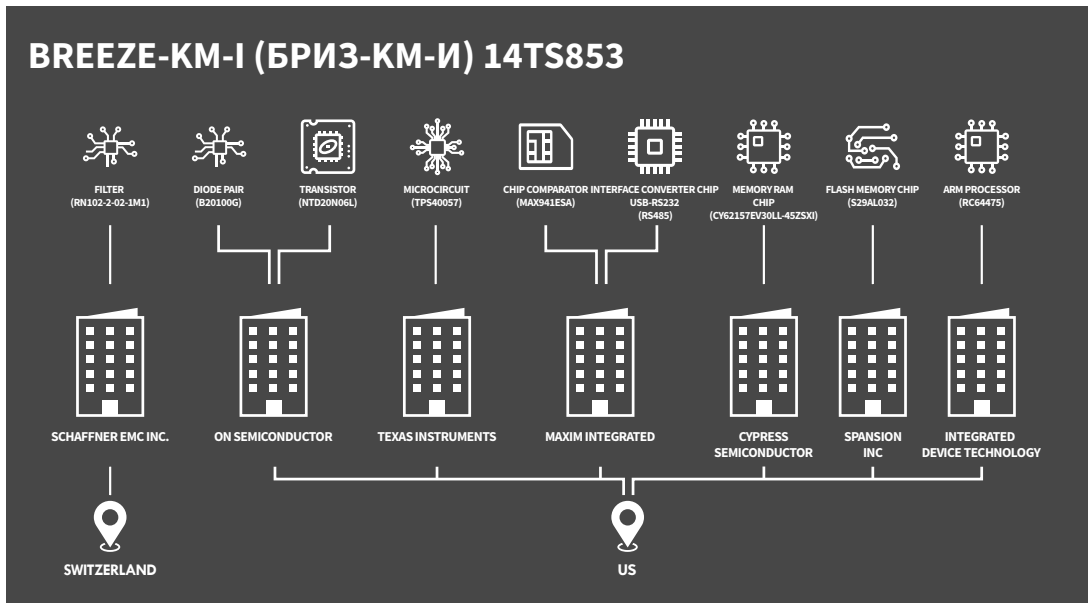 BREEZE-KM-I (БРИЗ-КМ-И) 14TS853
FILTER
(RN102-2-02-1M1)
DIODE PAIR
(B20100G)
TRANSISTOR
(NTD20N06L)
MICROCIRCUIT
(TPS40057)
CHIP COMPARATOR
(MAX941ESA)
INTERFACE CONVERTER CHIP
USB-RS232
(RS485)
MEMORY RAM
CHIP
(CY62157EV30LL-45ZSXI)
FLASH MEMORY CHIP
(S29AL032)
ARM PROCESSOR
(RC64475)
SCHAFFNER EMC INC.
ON SEMICONDUCTOR
TEXAS INSTRUMENTS
MAXIM INTEGRATED
CYPRESS
SEMICONDUCTOR
SPANSION
INC
INTEGRATED
DEVICE TECHNOLOGY
SWITZERLAND
US